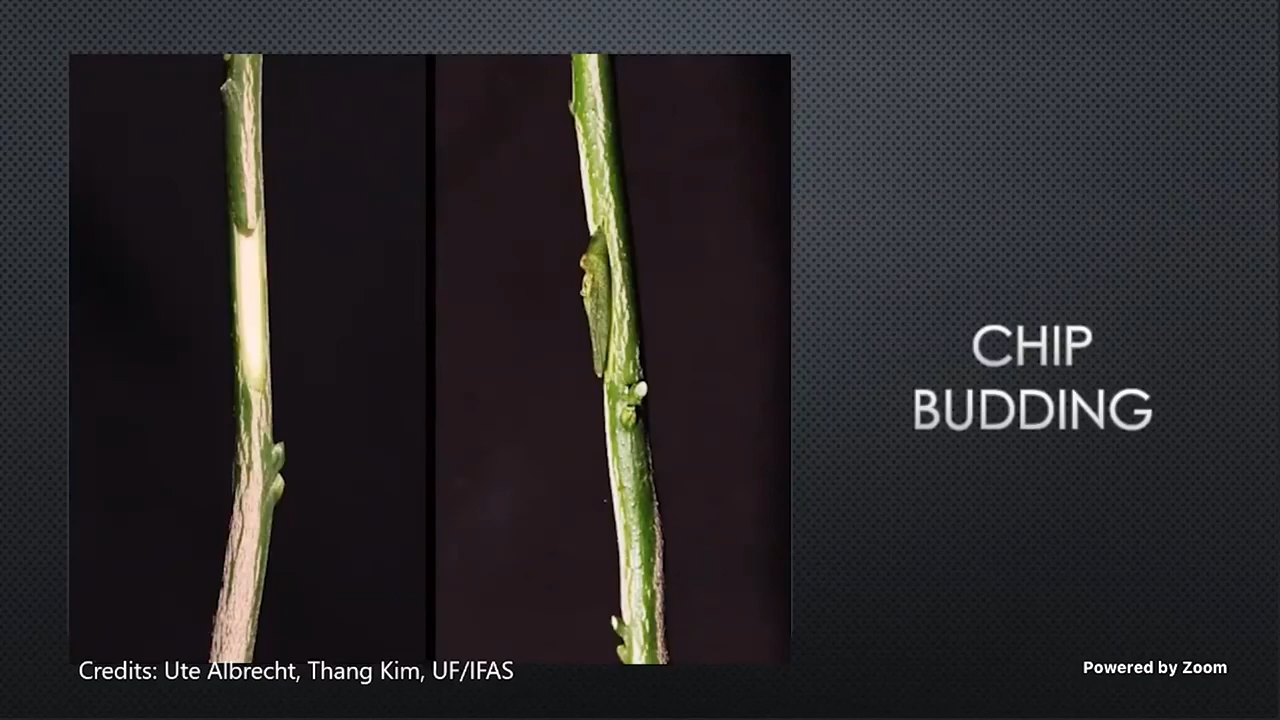 CHIP
BUDDING
Credits: Ute Albrecht, Thang Kim, UF/IFAS
Powered by Zoom